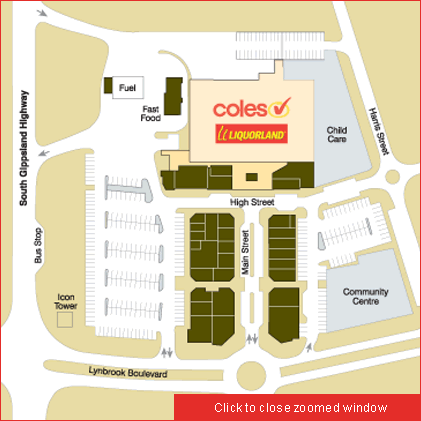 South Gippsland Highway
Fuel
Fast
Food
coles
LIQUORLAND
Child
Care
Harris Street
High Street
Main Street
Bus Stop
Icon
Tower
Community
Centre
Lynbrook Boulevard
Click to close zoomed window